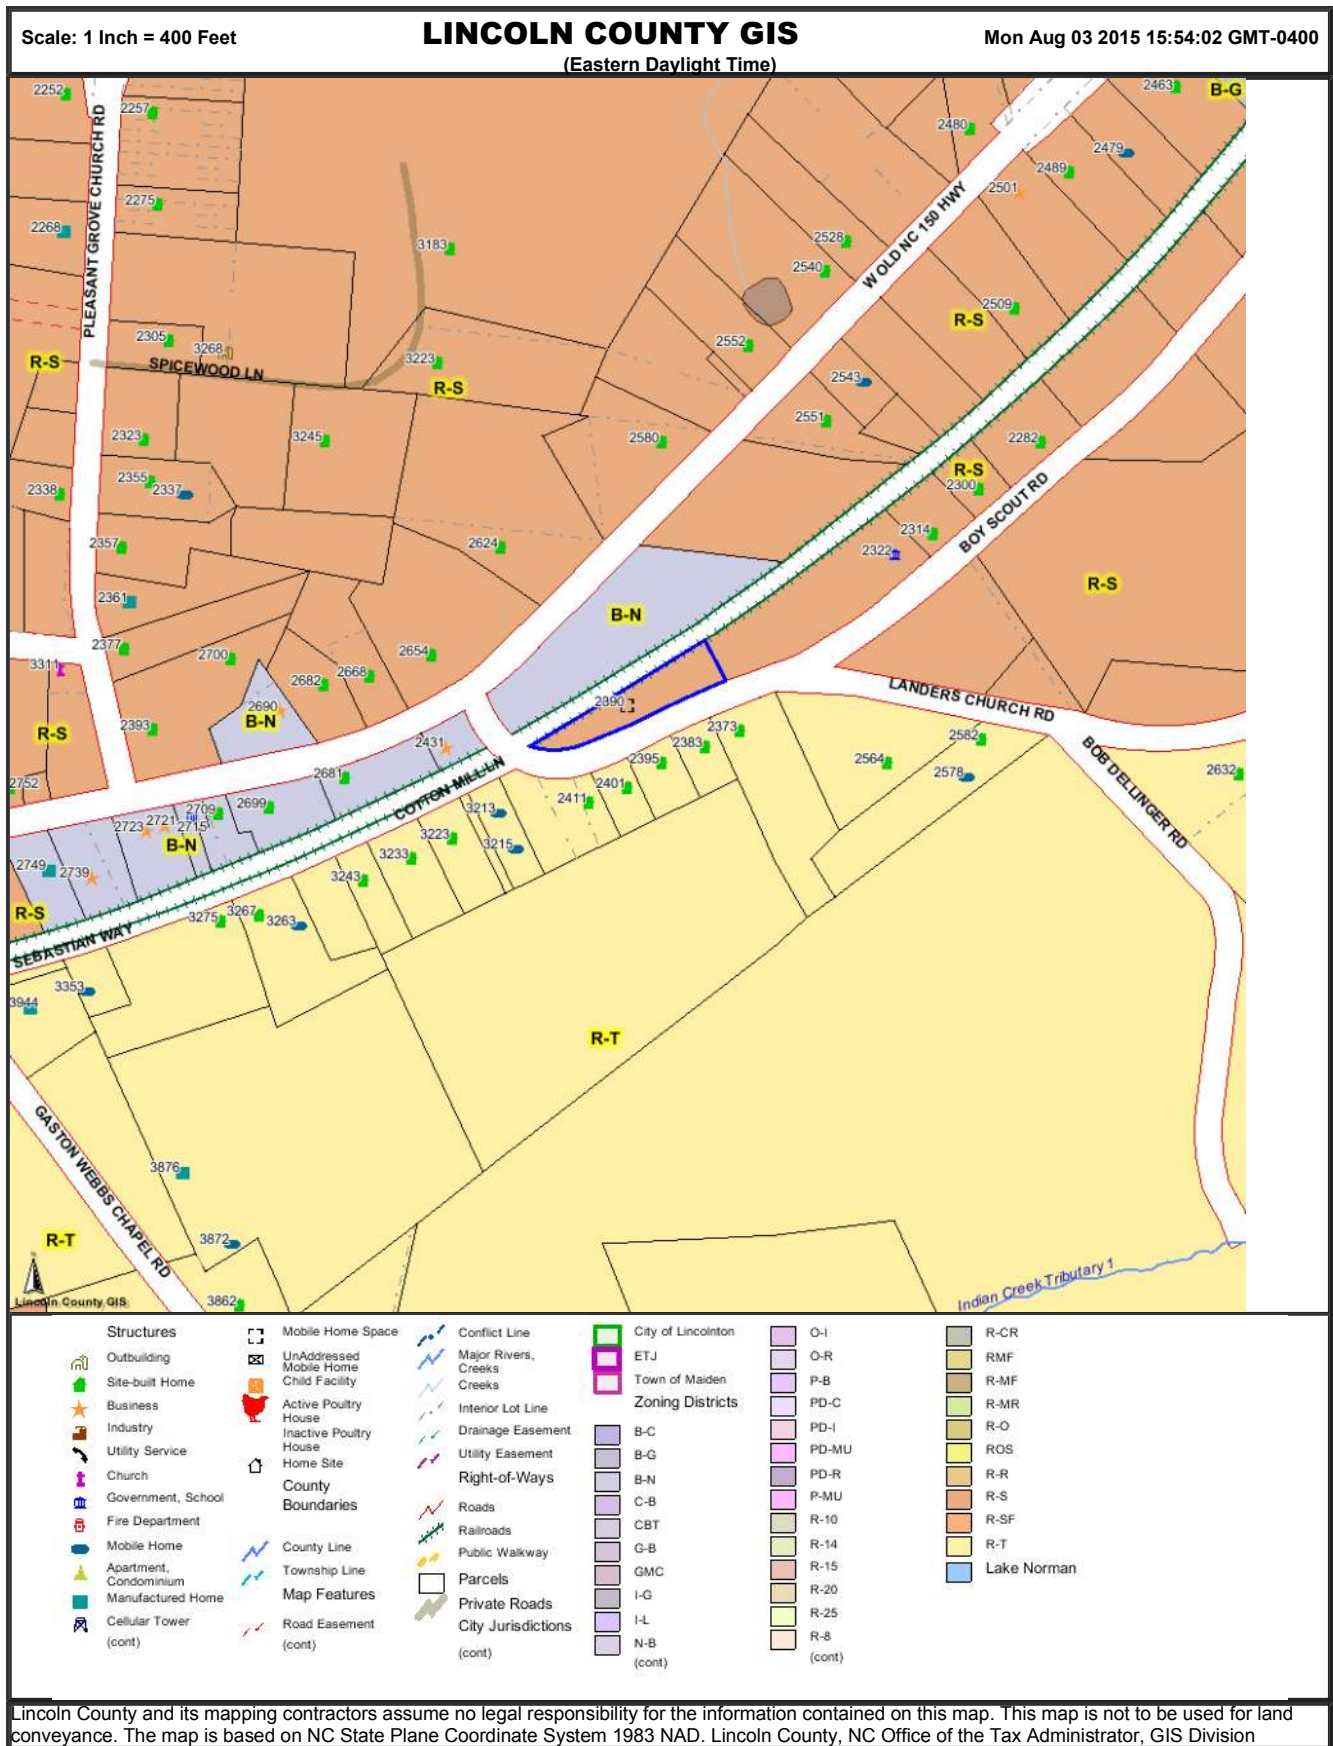 Scale: 1 Inch = 400 Feet
LINCOLN COUNTY GIS
(Eastern Daylight Time)
Mon Aug 03 2015 15:54:02 GMT-0400
2252
2257
2463
B-G
PLEASANT GROVE CHURCH RD
2480
2479
2489
2501
2275
2268
W OLD NC 150 HWY
3183
2528
2540
2509
R-S
2305
3268
2552
R-S
SPICEWOOD LN
3223
R-S
2543
2551
2323
3245
2580
2282
R-S
2300
2355
2337
2338
BOY SCOUT RD
2314
2322
2357
2624
R-S
2361
B-N
2377
2700
2654
3311
2682
2668
LANDERS CHURCH RD
2690
B-N
2390
2393
R-S
2431
2373
2383
2582
BOB DELLINGER RD
2395
2564
2578
2632
2752
2681
COTTON MILL LN
2401
2411
2699
2709
2723
2721
2715
B-N
3213
3223
3215
3233
2749
2739
3243
R-S
3275
3267
3263
SEBASTIAN WAY
3353
3944
R-T
GASTON WEBBS CHAPEL RD
3876
R-T
3872
Indian Creek Tributary 1
Lincoln County GIS
3862
Structures
Outbuilding
Site-built Home
Business
Industry
Utility Service
Church
Government, School
Fire Department
Mobile Home
Apartment,
Condominium
Manufactured Home
Cellular Tower
(cont)
Mobile Home Space
UnAddressed
Mobile Home
Child Facility
Active Poultry
House
Inactive Poultry
House
Home Site
County
Boundaries
County Line
Township Line
Map Features
Road Easement
(cont)
Conflict Line
Major Rivers,
Creeks
Creeks
Interior Lot Line
Drainage Easement
Utility Easement
Right-of-Ways
Roads
Railroads
Public Walkway
Parcels
Private Roads
City Jurisdictions
(cont)
City of Lincolnton
ETJ
Town of Maiden
Zoning Districts
B-C
B-G
B-N
C-B
CBT
G-B
GMC
I-G
I-L
N-B
(cont)
O-I
O-R
P-B
PD-C
PD-I
PD-MU
PD-R
P-MU
R-10
R-14
R-15
R-20
R-25
R-8
(cont)
R-CR
RMF
R-MF
R-MR
R-O
ROS
R-R
R-S
R-SF
R-T
Lake Norman
Lincoln County and its mapping contractors assume no legal responsibility for the information contained on this map. This map is not to be used for land
conveyance. The map is based on NC State Plane Coordinate System 1983 NAD. Lincoln County, NC Office of the Tax Administrator, GIS Division